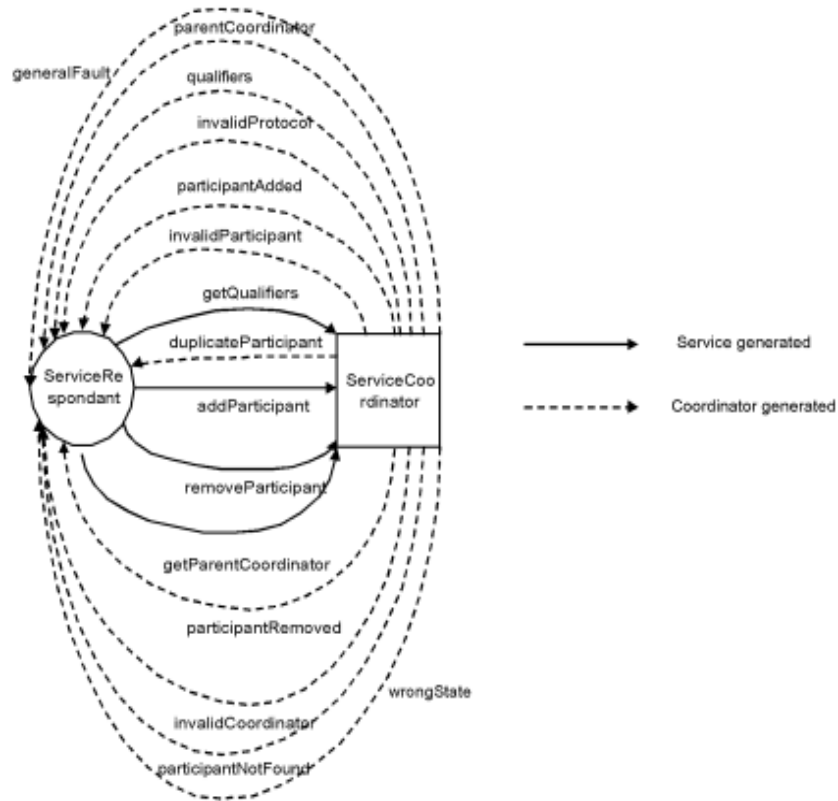 parentCoordinator
generalFault
qualifiers
invalidProtocor
participantAdded
invalidParticipant
getQualifiers
duplicateParticipant
Service generated
ServiceRe
spondant
ServiceCoo
rdinator
addParticipant
Coordinator generated
removeParticipant
getParentCoordinator
participantRemoved
wrongState
invalidCoordinator
participantNotFound